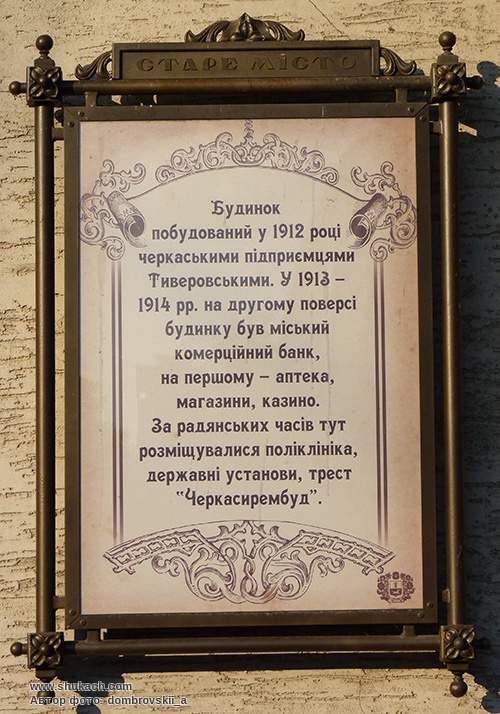 СТАРЕ МІСТО
Будинок
побудований у 1912 році
черкаськими підприємцями
Тиверовськими. У 1913 –
1914 рр. на другому поверсі
будинку був міський
комерційний банк,
на першому – аптека,
магазини, казино.
За радянських часів тут
розміщувалися поліклініка,
державні установи, трест
“Черкасирембуд”.
www.shukach.com
Автор фото: dombrovskii_a